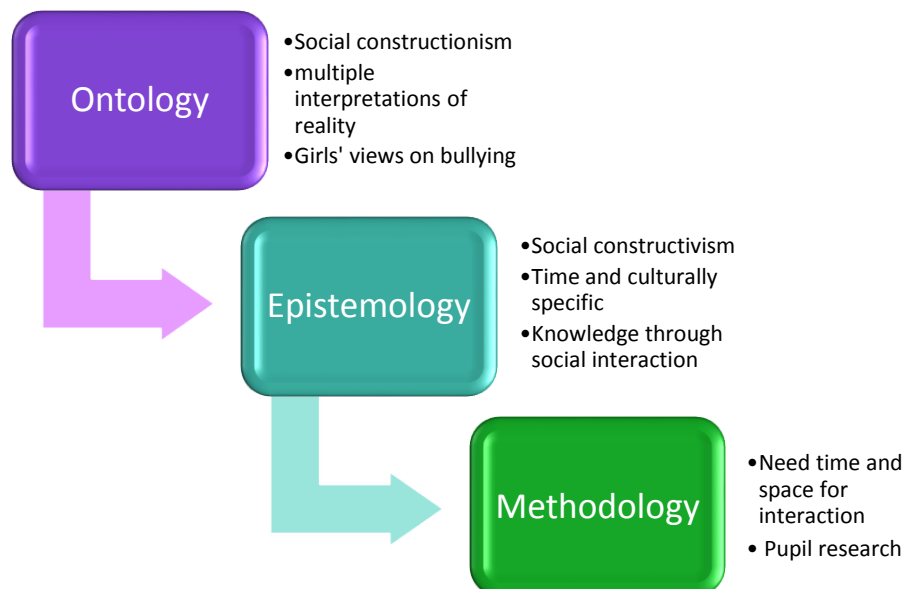 Ontology
•Social constructionism
•multiple
interpretations of
reality
•Girls' views on bullying
Epistemology
•Social constructivism
•Time and culturally
specific
•Knowledge through
social interaction
Methodology
•Need time and
space for
interaction
• Pupil research